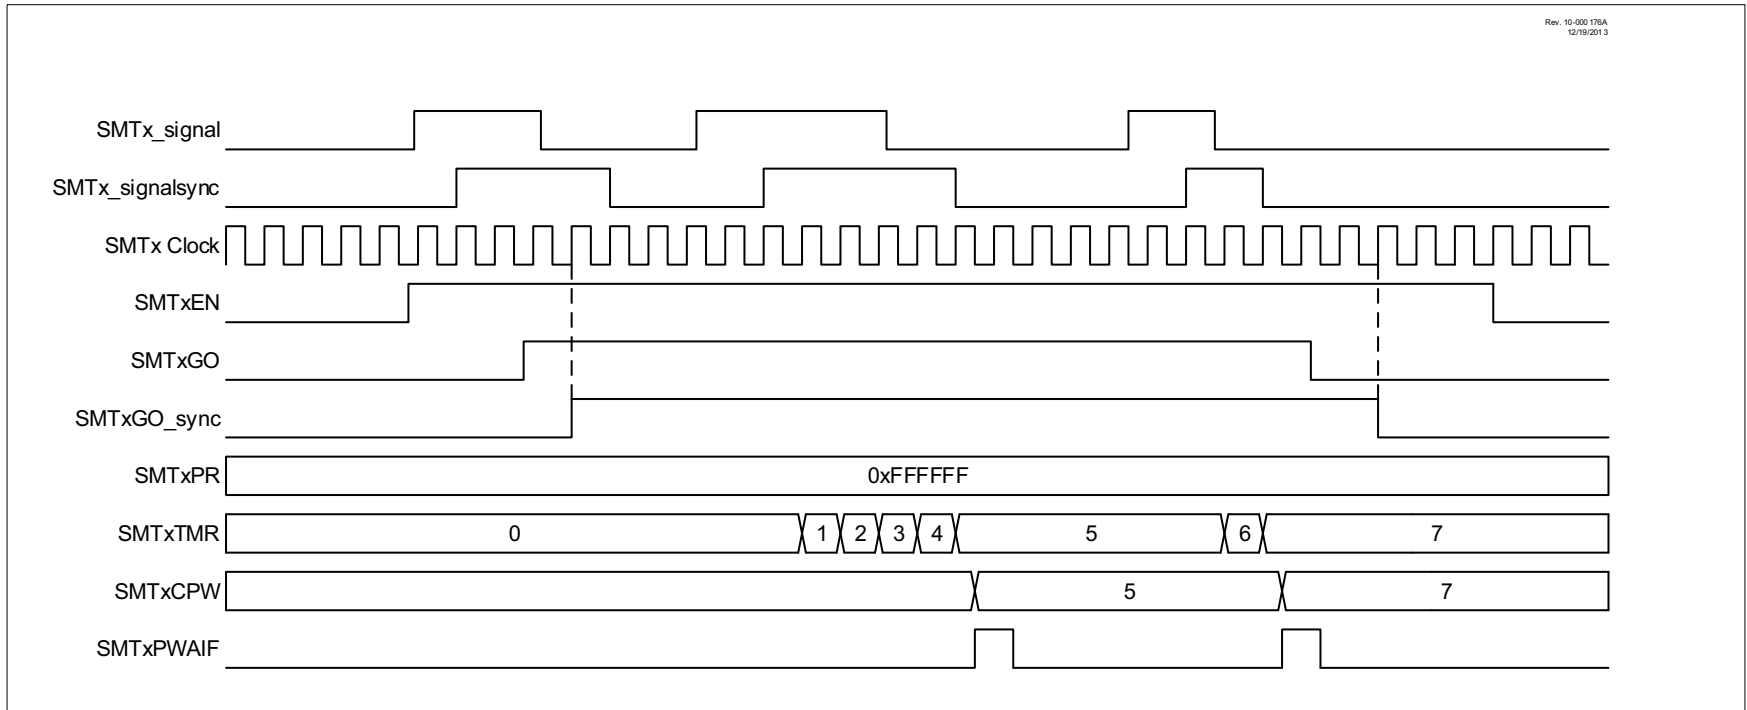 Rev. 10-000 176A
12/19/201 3
SMTx_signal
SMTx_signalsync
SMTx Clock
SMTxEN
SMTxGO
SMTxGO_sync
SMTxPR 0xFFFFFF
SMTxTMR 0 1 2 3 4 5 6 7
SMTxCPW 5 7
SMTxPWAIF